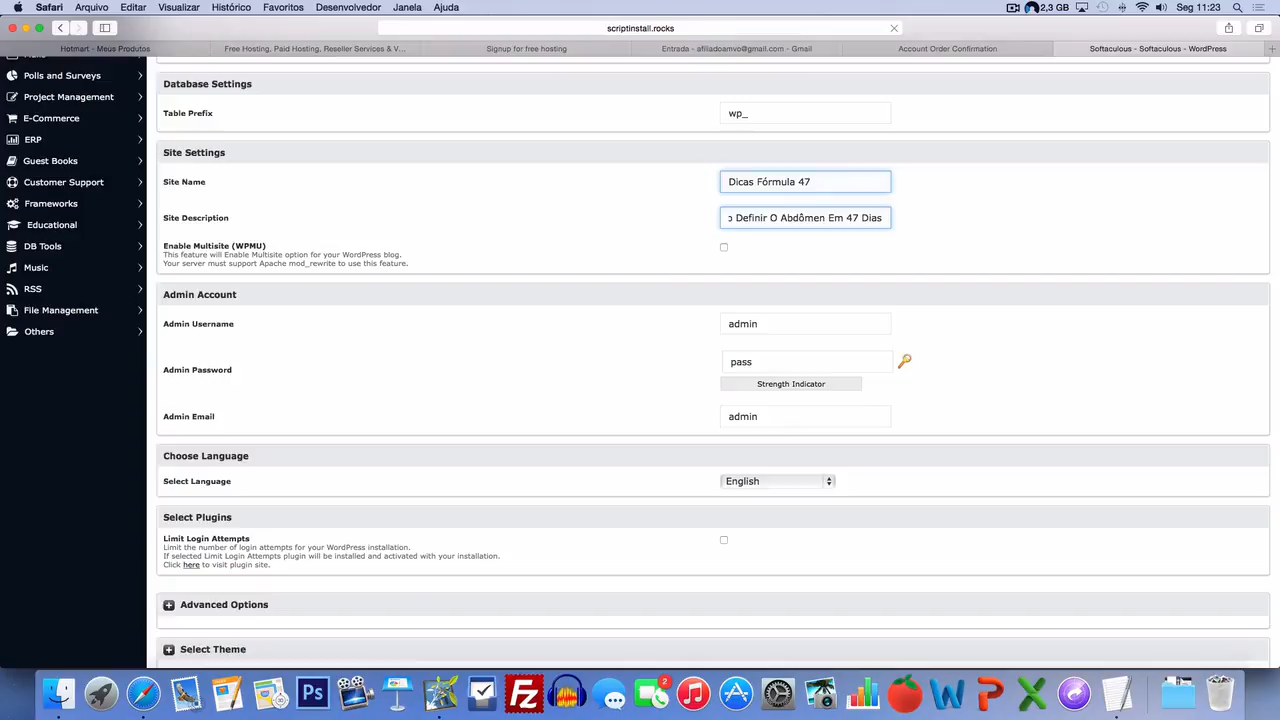 Safari Arquivo Editar Visualizar Histórico Favoritos Desenvolvedor Janela Ajuda 2.3 GB Seg 11:23
scriptinstall.rocks
Hotmart - Meus Produtos Free Hosting, Paid Hosting, Reseller Services & V... Signup for free hosting Entrada - afiliadoamvo@gmail.com - Gmail Account Order Confirmation Softaculous - Softaculous - WordPress
Polls and Surveys
Project Management
E-Commerce
ERP
Guest Books
Customer Support
Frameworks
Educational
DB Tools
Music
RSS
File Management
Others
Database Settings
Table Prefix wp_
Site Settings
Site Name Dicas Fórmula 47
Site Description Definir O Abdômen Em 47 Dias
Enable Multisite (WPMU)
This feature will Enable Multisite option for your WordPress blog.
Your server must support Apache mod_rewrite to use this feature.
Admin Account
Admin Username admin
Admin Password pass
Strength Indicator
Admin Email admin
Choose Language
Select Language English
Select Plugins
Limit Login Attempts
Limit the number of login attempts for your WordPress installation.
If selected Limit Login Attempts plugin will be installed and activated with your installation.
Click here to visit plugin site.
Advanced Options
Select Theme
Ps
Fz
2